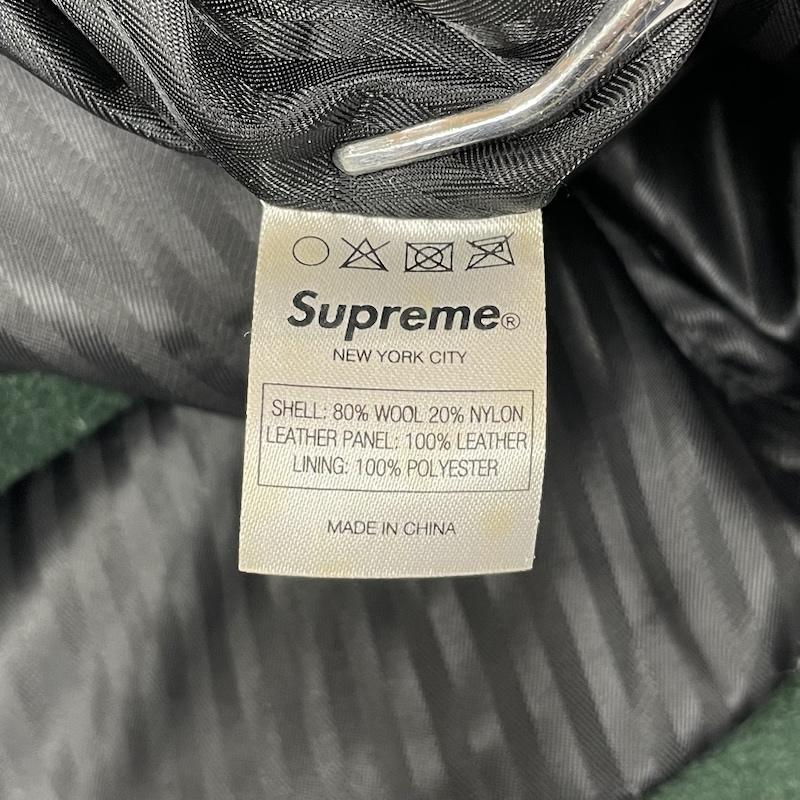 Supreme®
NEW YORK CITY
SHELL: 80% WOOL 20% NYLON
LEATHER PANEL: 100% LEATHER
LINING: 100% POLYESTER
MADE IN CHINA